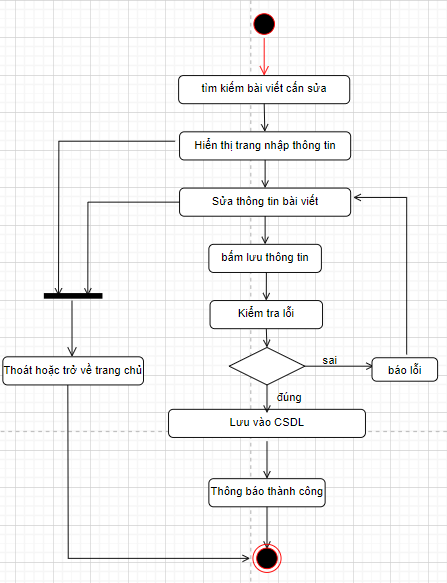 tìm kiếm bài viết cần sửa
Hiển thị trang nhập thông tin
Sửa thông tin bài viết
bấm lưu thông tin
Kiểm tra lỗi
sai
báo lỗi
Thoát hoặc trở về trang chủ
đúng
Lưu vào CSDL
Thông báo thành công